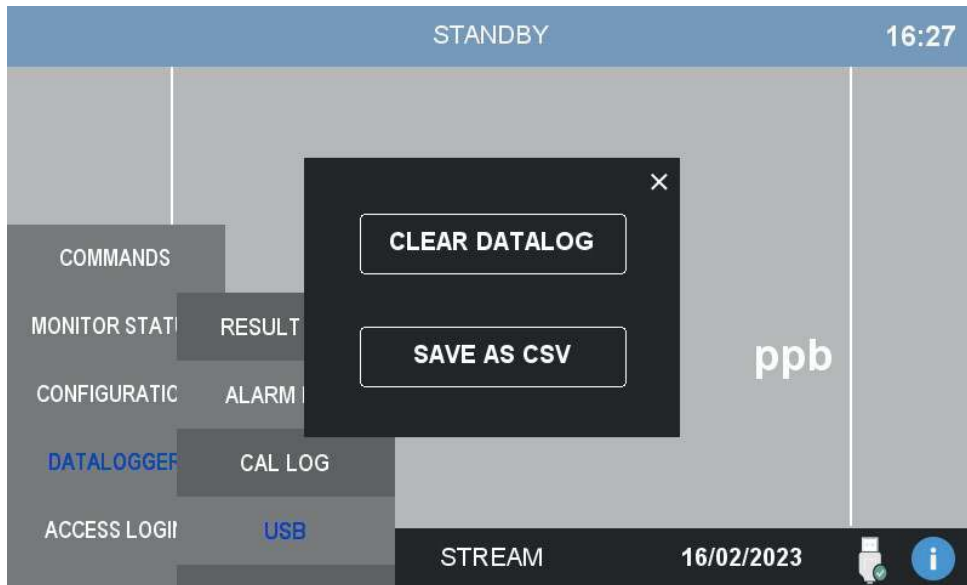 STANDBY
16:27
CLEAR DATALOG
COMMANDS
MONITOR STATU
RESULT
SAVE AS CSV
ppb
CONFIGURATIO
ALARM
DATALOGGER
CAL LOG
ACCESS LOGIN
USB
STREAM
16/02/2023
i